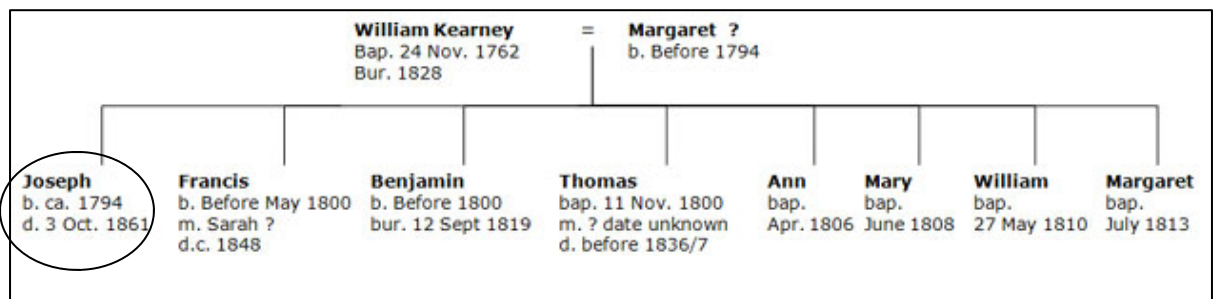 William Kearney = Margaret ?
Bap. 24 Nov. 1762 b. Before 1794
Bur. 1828
Joseph Francis Benjamin Thomas Ann Mary William Margaret
b. ca. 1794 b. Before May 1800 b. Before 1800 bap. 11 Nov. 1800 bap. bap. bap. bap.
d. 3 Oct. 1861 m. Sarah ? bur. 12 Sept 1819 m. ? date unknown Apr. 1806 June 1808 27 May 1810 July 1813
d.c. 1848 d. before 1836/7